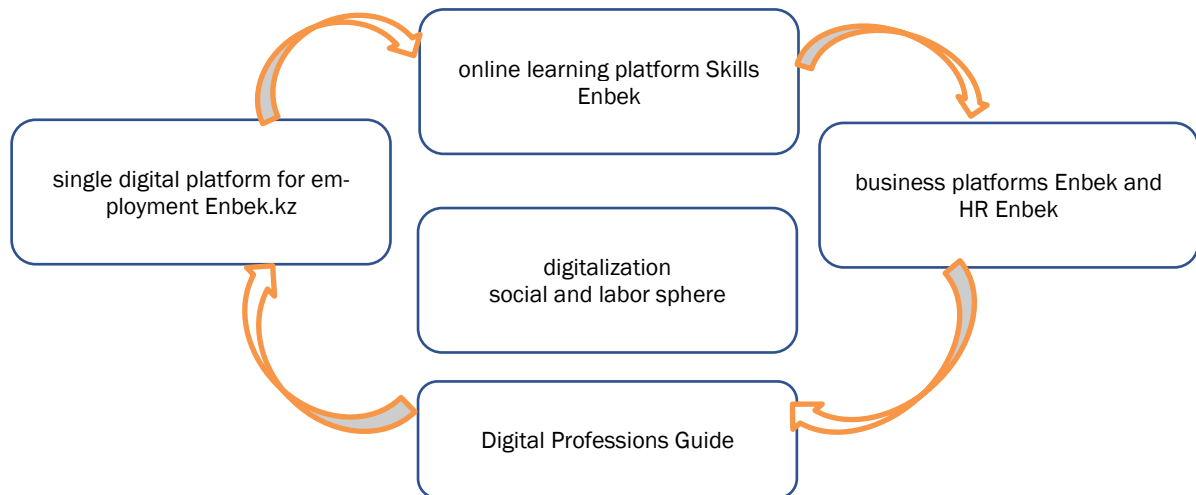 online learning platform Skills
Enbek
single digital platform for em-
ployment Enbek.kz
business platforms Enbek and
HR Enbek
digitalization
social and labor sphere
Digital Professions Guide